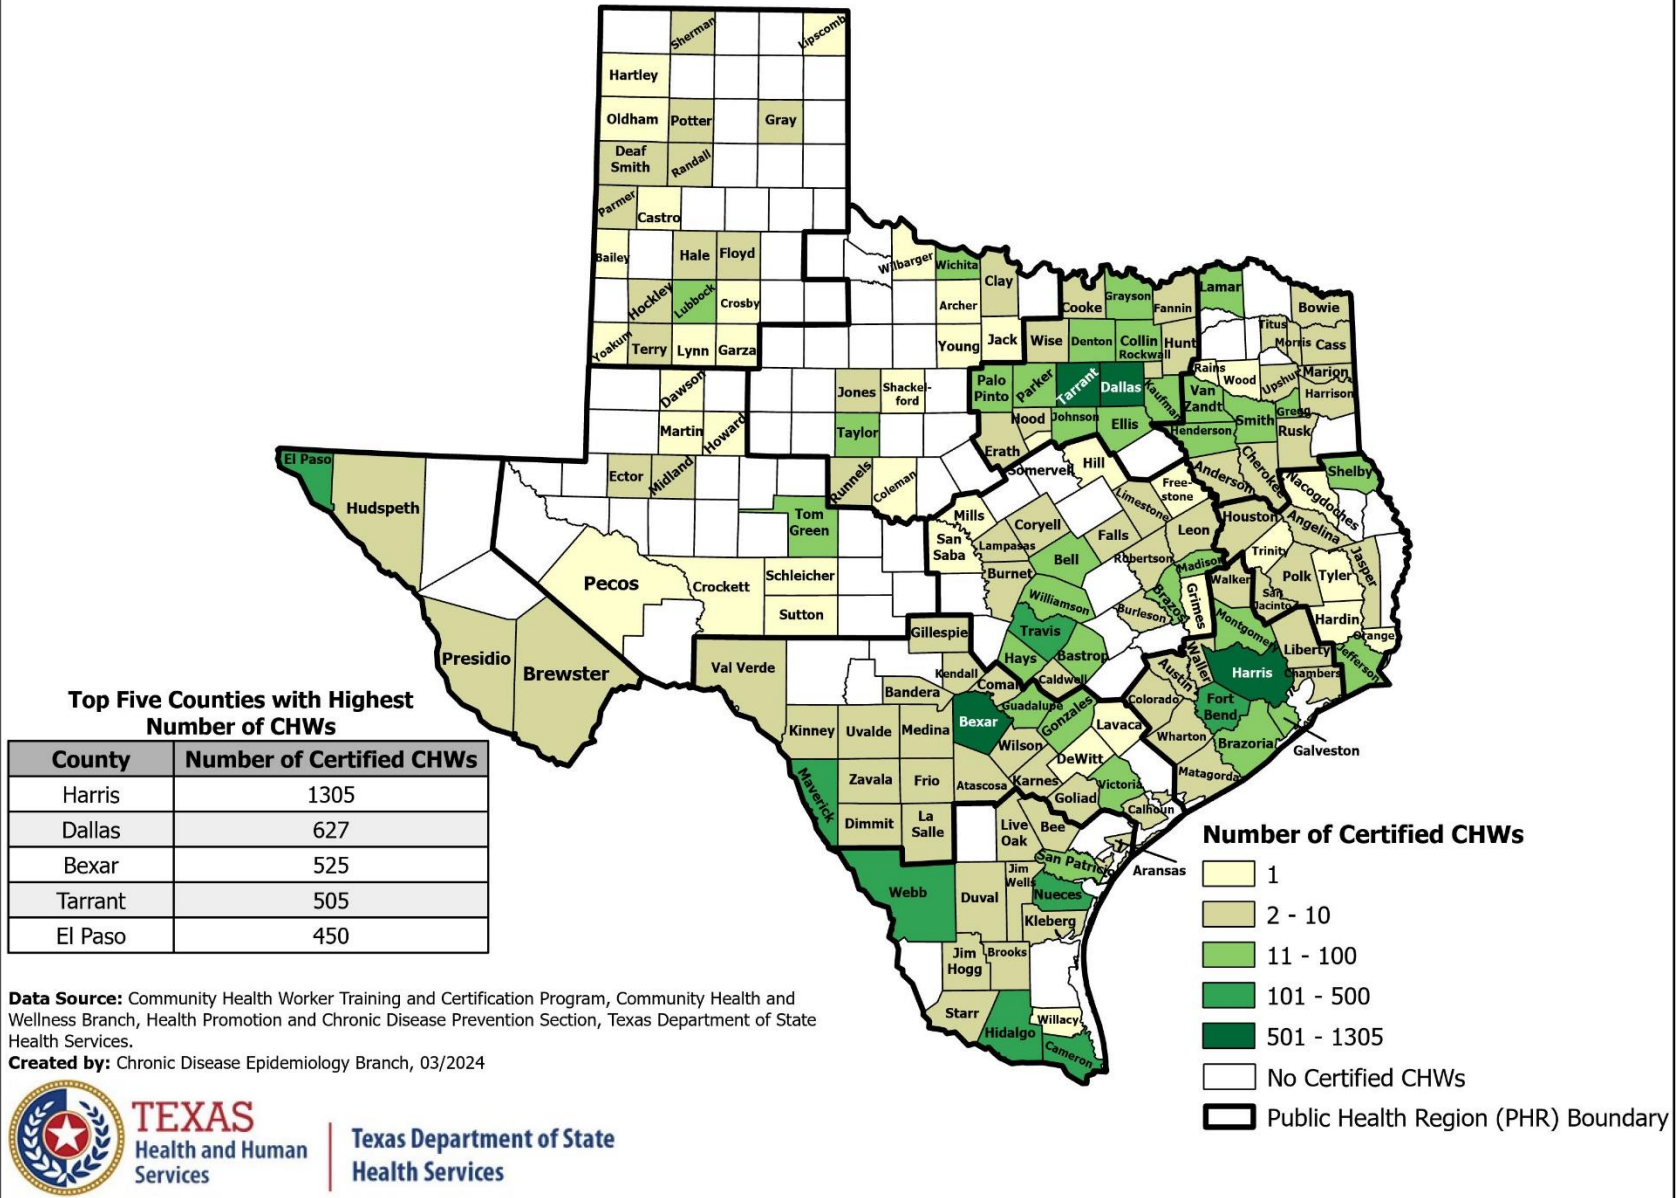 Sherman
Lipscomb
Hartley
Oldham
Potter
Gray
Deaf
Smith
Randall
Parmer
Castro
Bailey
Hale
Floyd
Hockley
Lubbock
Crosby
Yoakum
Terry
Lynn
Garza
Wilbarger
Wichita
Clay
Archer
Young
Jack
Cooke
Grayson
Fannin
Lamar
Bowie
Wise
Denton
Collin
Rockwall
Hunt
Titus
Morris
Cass
Dawson
Jones
Shackel-
ford
Palo
Pinto
Parker
Tarrant
Dallas
Kaufman
Rains
Wood
Upshur
Marion
Harrison
Van
Zandt
Gregg
Martin
Howard
Taylor
Hood
Johnson
Ellis
Henderson
Smith
Rusk
Erath
El Paso
Hudspeth
Ector
Midland
Runnels
Coleman
Somervell
Hill
Free-
stone
Anderson
Cherokee
Nacogdoches
Shelby
Tom
Green
Mills
San
Saba
Lampasas
Coryell
Limestone
Falls
Leon
Houston
Angelina
Pecos
Crockett
Schleicher
Sutton
Burnet
Bell
Robertson
Madison
Trinity
Walker
Polk
Tyler
Jasper
San
Jacinto
Williamson
Brazos
Grimes
Burleson
Hardin
Orange
Gillespie
Travis
Montgomery
Presidio
Brewster
Val Verde
Kendall
Hays
Bastrop
Liberty
Jefferson
Bandera
Comal
Caldwell
Austin
Waller
Harris
Chambers
Kinney
Uvalde
Medina
Bexar
Guadalupe
Gonzales
Lavaca
Colorado
Fort
Bend
Wilson
Wharton
Brazoria
Galveston
Maverick
Zavala
Frio
Atascosa
Karnes
DeWitt
Victoria
Matagorda
Goliad
Calhoun
Dimmit
La
Salle
Live
Oak
Bee
Aransas
San Patricio
Webb
Duval
Jim
Wells
Nueces
Kleberg
Jim
Hogg
Brooks
Starr
Hidalgo
Willacy
Cameron
Top Five Counties with Highest
Number of CHWs
County Number of Certified CHWs
Harris 1305
Dallas 627
Bexar 525
Tarrant 505
El Paso 450
Data Source: Community Health Worker Training and Certification Program, Community Health and
Wellness Branch, Health Promotion and Chronic Disease Prevention Section, Texas Department of State
Health Services.
Created by: Chronic Disease Epidemiology Branch, 03/2024
TEXAS
Health and Human
Services
Texas Department of State
Health Services
Number of Certified CHWs
1
2 - 10
11 - 100
101 - 500
501 - 1305
No Certified CHWs
Public Health Region (PHR) Boundary